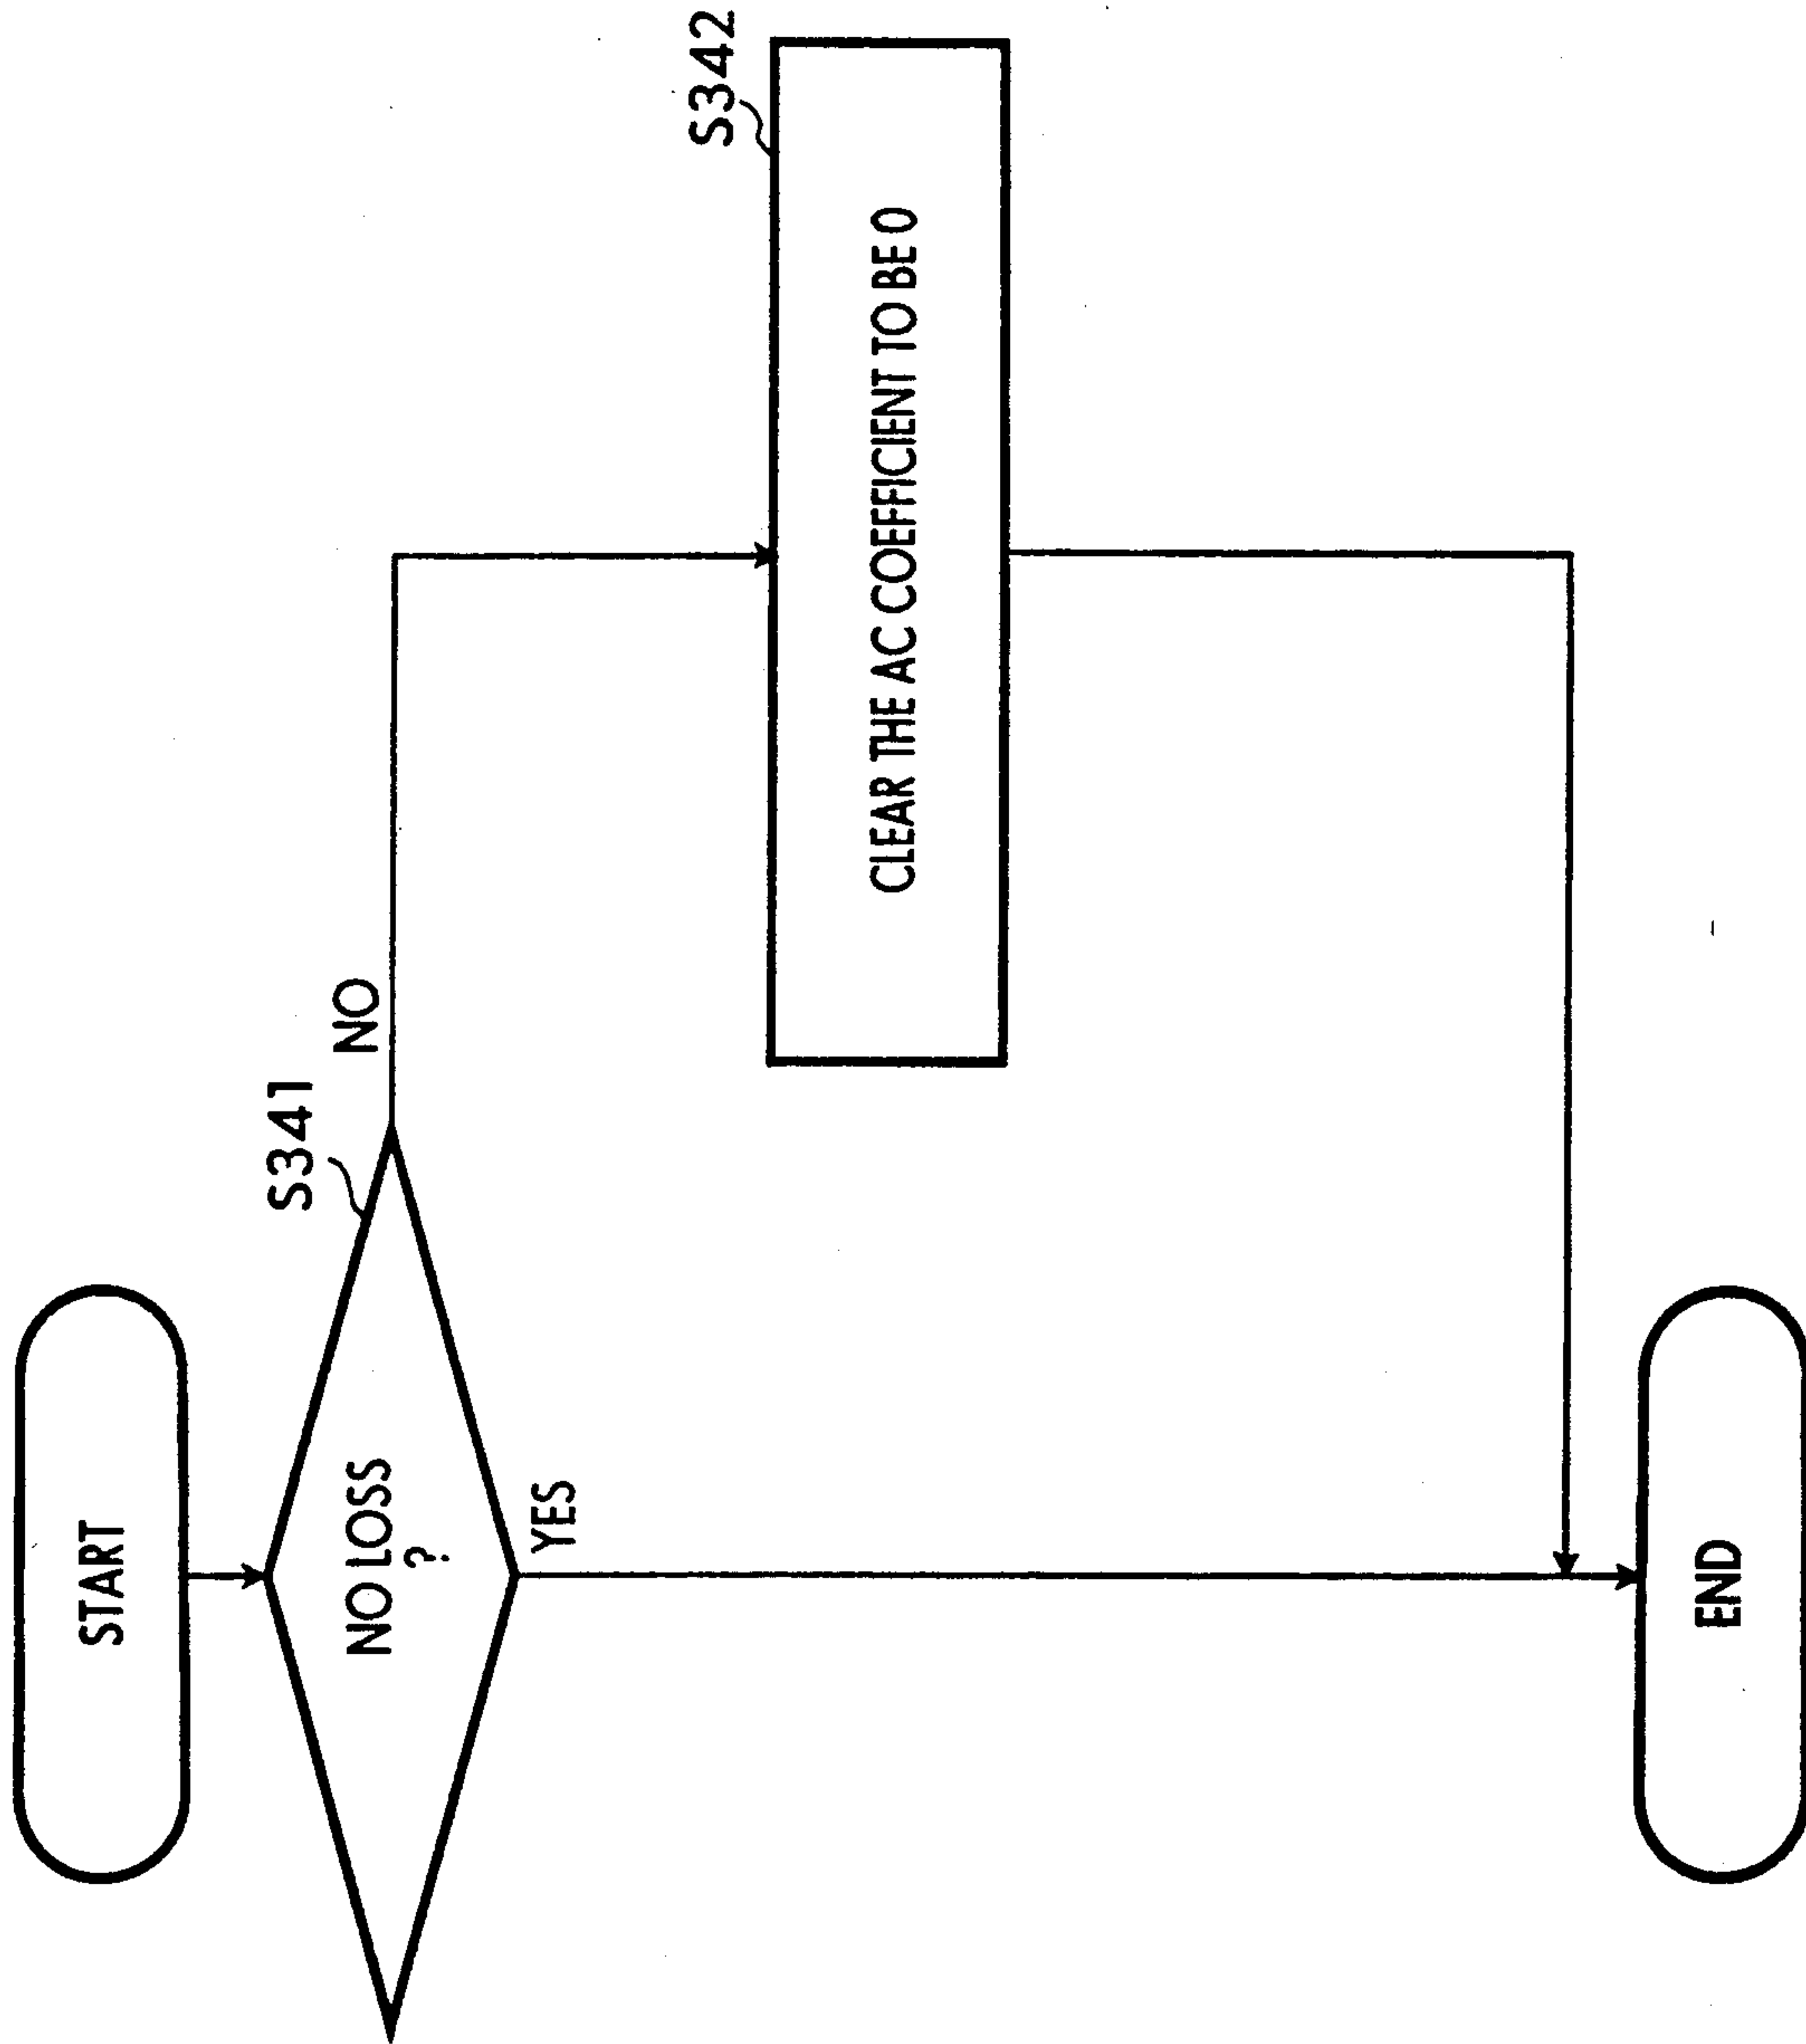 START
S341
NO LOSS
?
NO
YES
S342
CLEAR THE AC COEFFICIENT TO BE 0
END